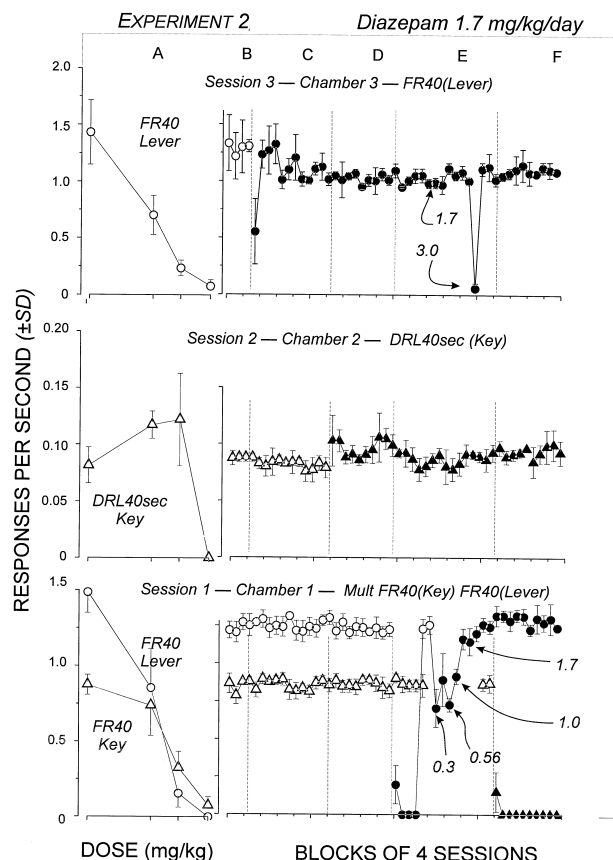 EXPERIMENT 2
Diazepam 1.7 mg/kg/day
A B C D E F
Session 3 — Chamber 3 — FR40(Lever)
2.0
1.5
1.0
0.5
0
FR40
Lever
1.7
3.0
RESPONSES PER SECOND (±SD)
Session 2 — Chamber 2 — DRL40sec (Key)
0.20
0.15
0.10
0.05
0
DRL40sec
Key
Session 1 — Chamber 1 — Mult FR40(Key) FR40(Lever)
1.5
1.0
0.5
0
FR40
Lever
FR40
Key
1.7
1.0
0.56
0.3
DOSE (mg/kg)
BLOCKS OF 4 SESSIONS